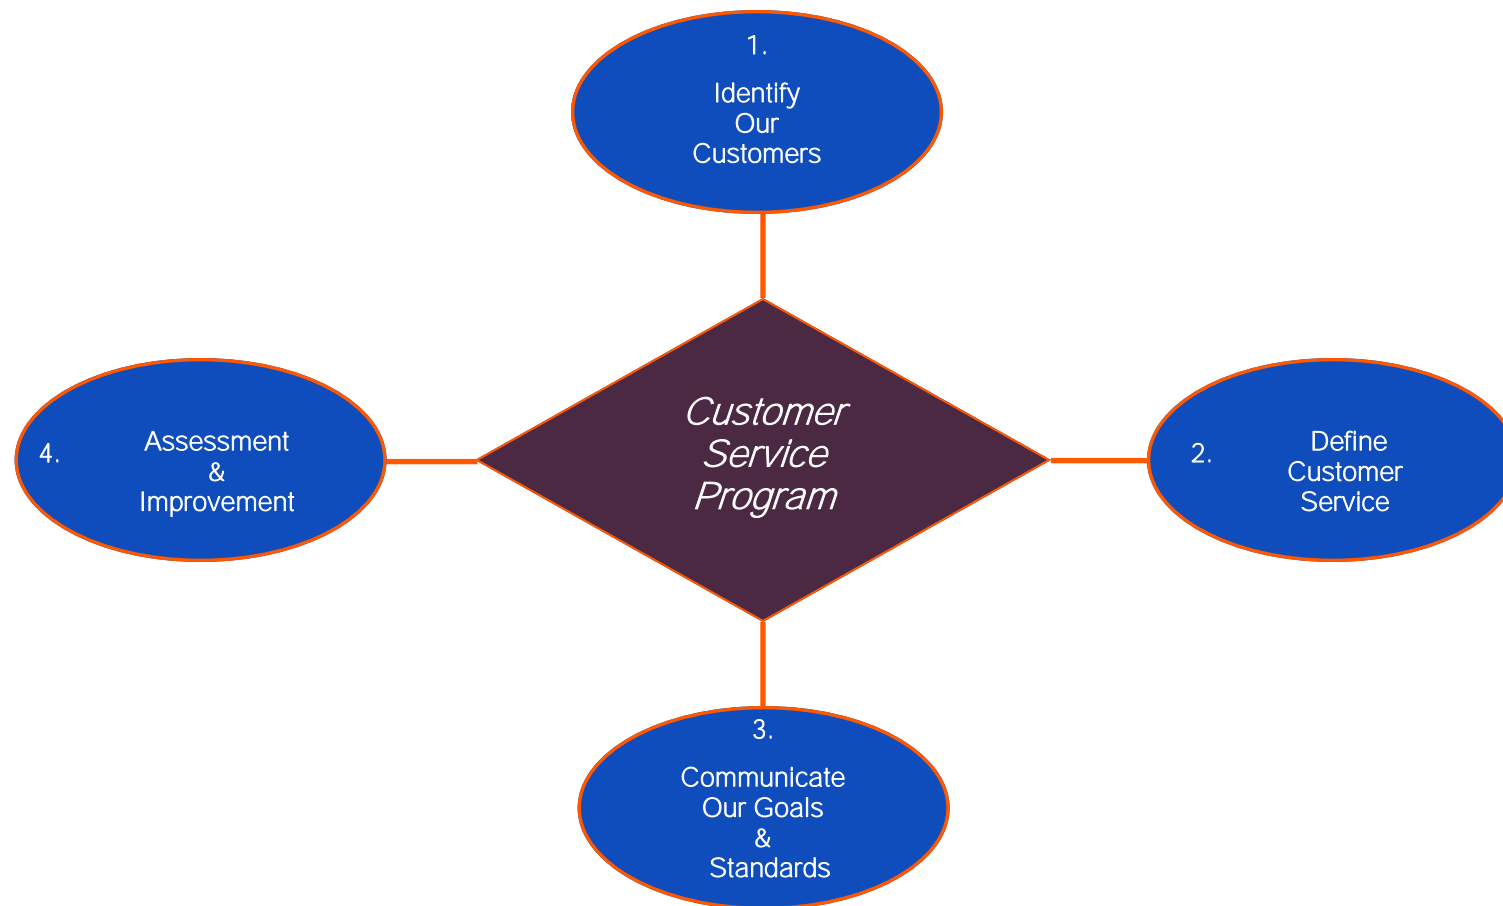 1.
Identify
Our
Customers
Customer
Service
Program
4.
Assessment
&
Improvement
2.
Define
Customer
Service
3.
Communicate
Our Goals
&
Standards